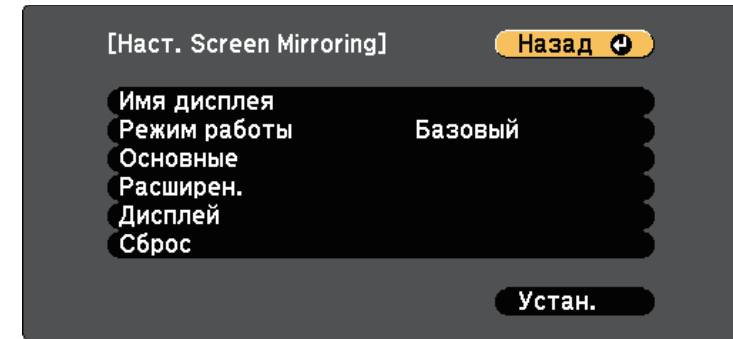 [Наст. Screen Mirroring] Назад
Имя дисплея
Режим работы Базовый
Основные
Расширен.
Дисплей
Сброс
Устан.